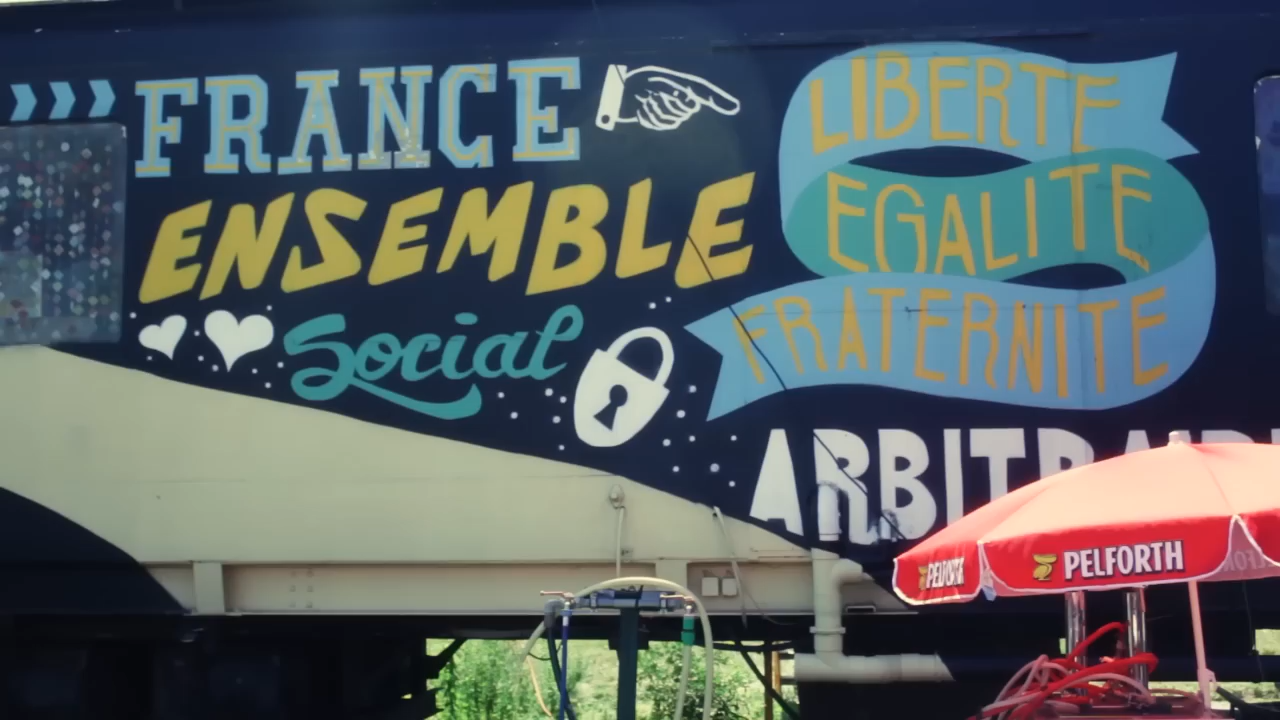 FRANCE
ENSEMBLE
Social
LIBERTE
EGALITE
FRATERNITE
PELFORTH
PELFORTH